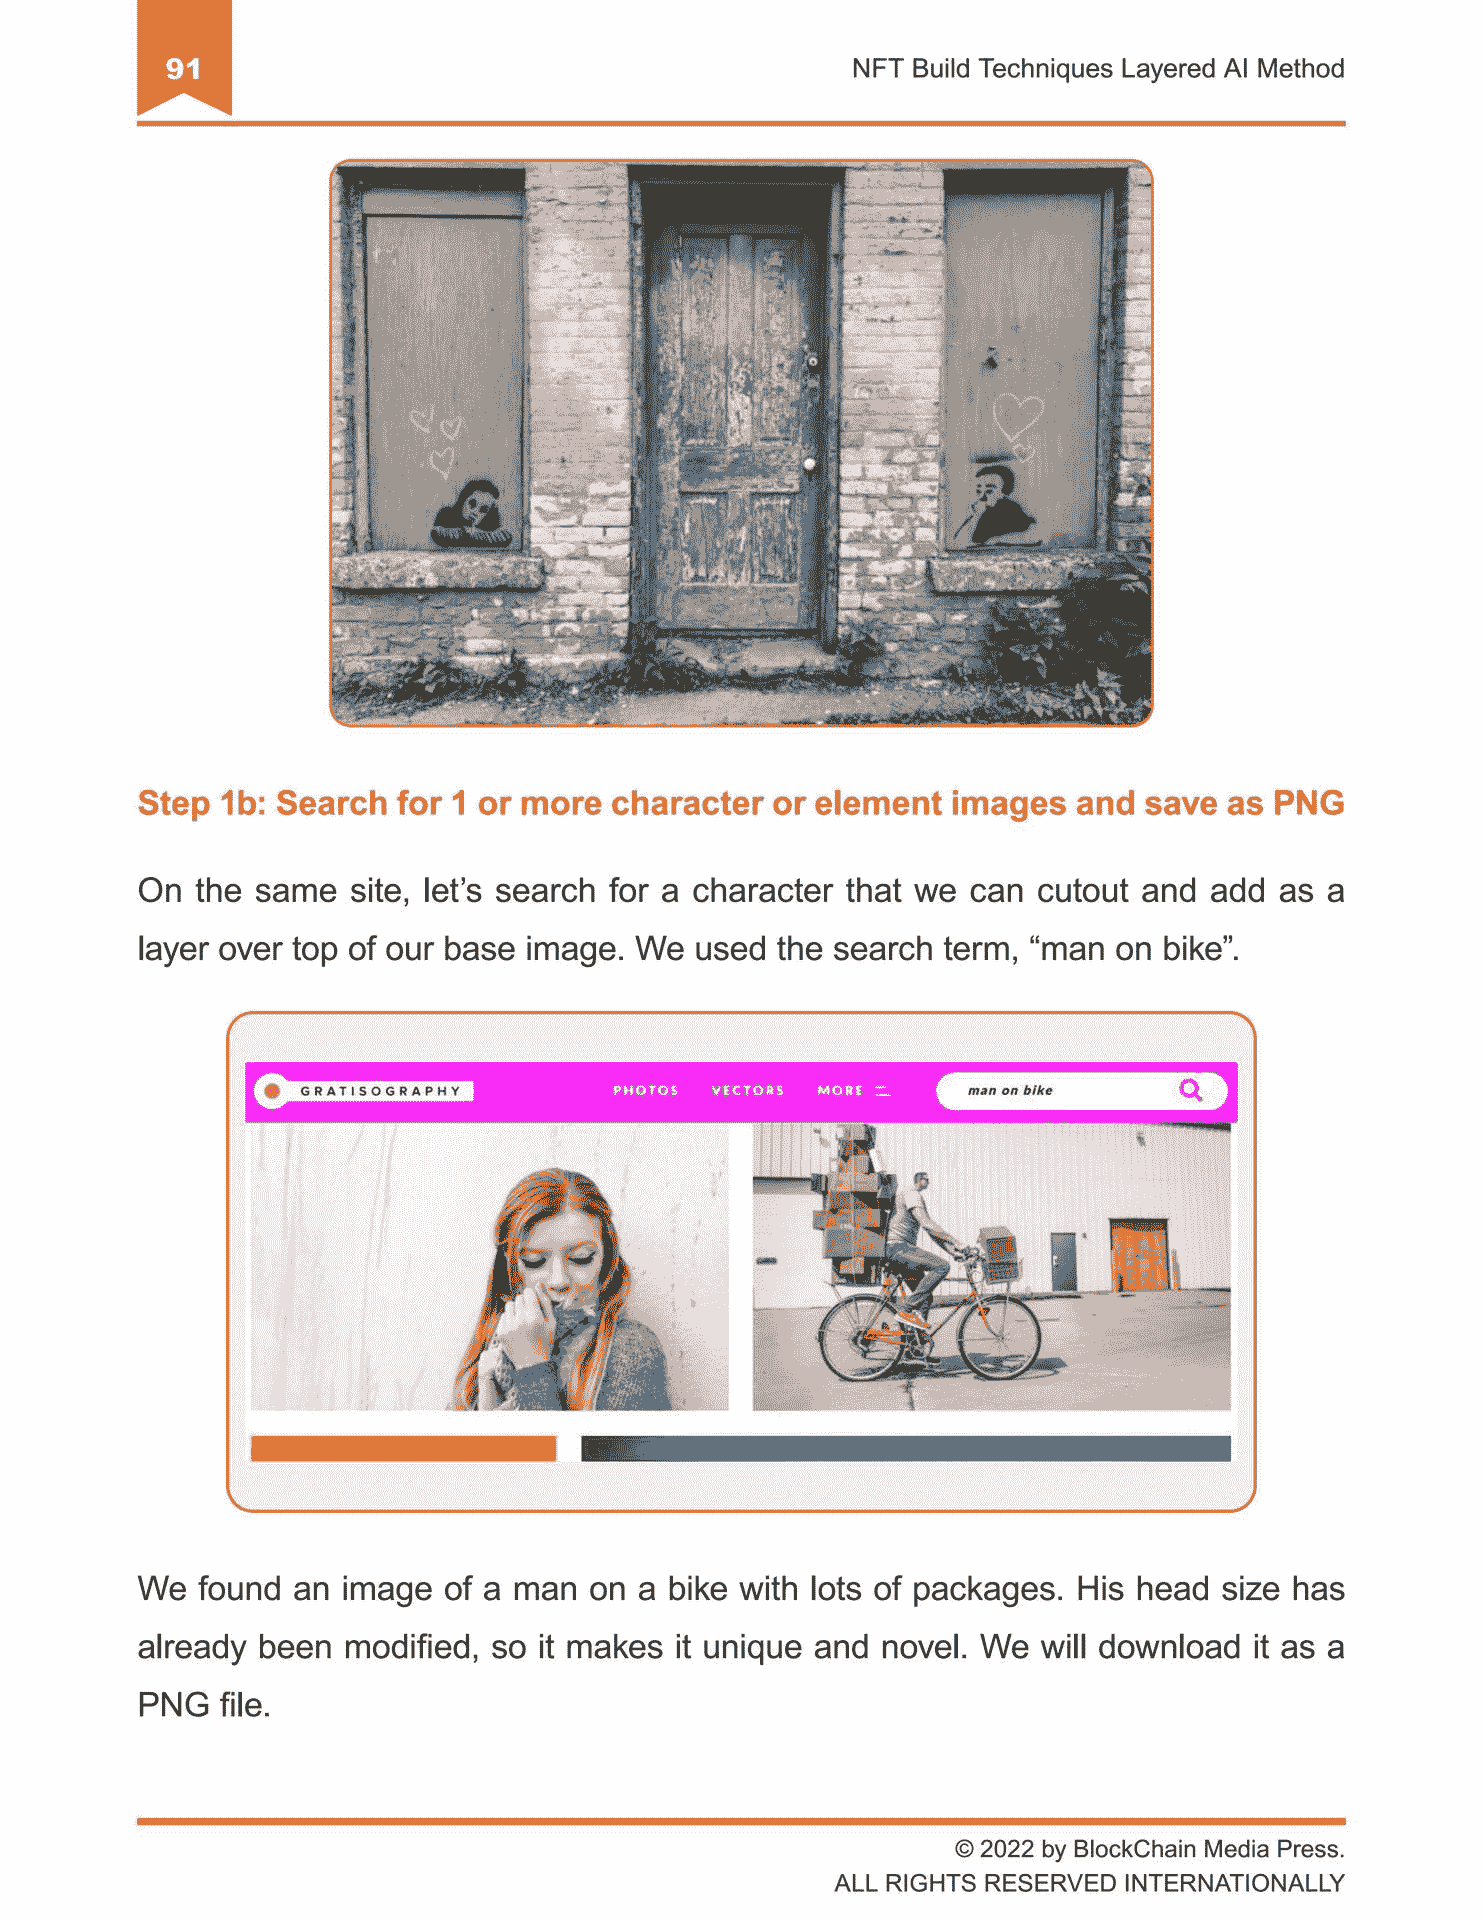 91
NFT Build Techniques Layered AI Method
Step 1b: Search for 1 or more character or element images and save as PNG
On the same site, let’s search for a character that we can cutout and add as a
layer over top of our base image. We used the search term, “man on bike”.
GRATISOGRAPHY
PHOTOS VECTORS MORE
man on bike
We found an image of a man on a bike with lots of packages. His head size has
already been modified, so it makes it unique and novel. We will download it as a
PNG file.
© 2022 by BlockChain Media Press.
ALL RIGHTS RESERVED INTERNATIONALLY